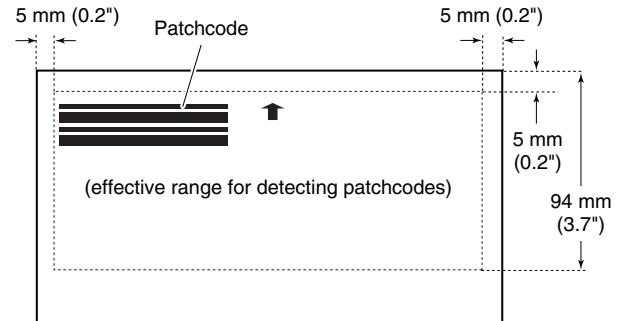 5 mm (0.2")
Patchcode
5 mm (0.2")
5 mm
(0.2")
(effective range for detecting patchcodes)
94 mm
(3.7")